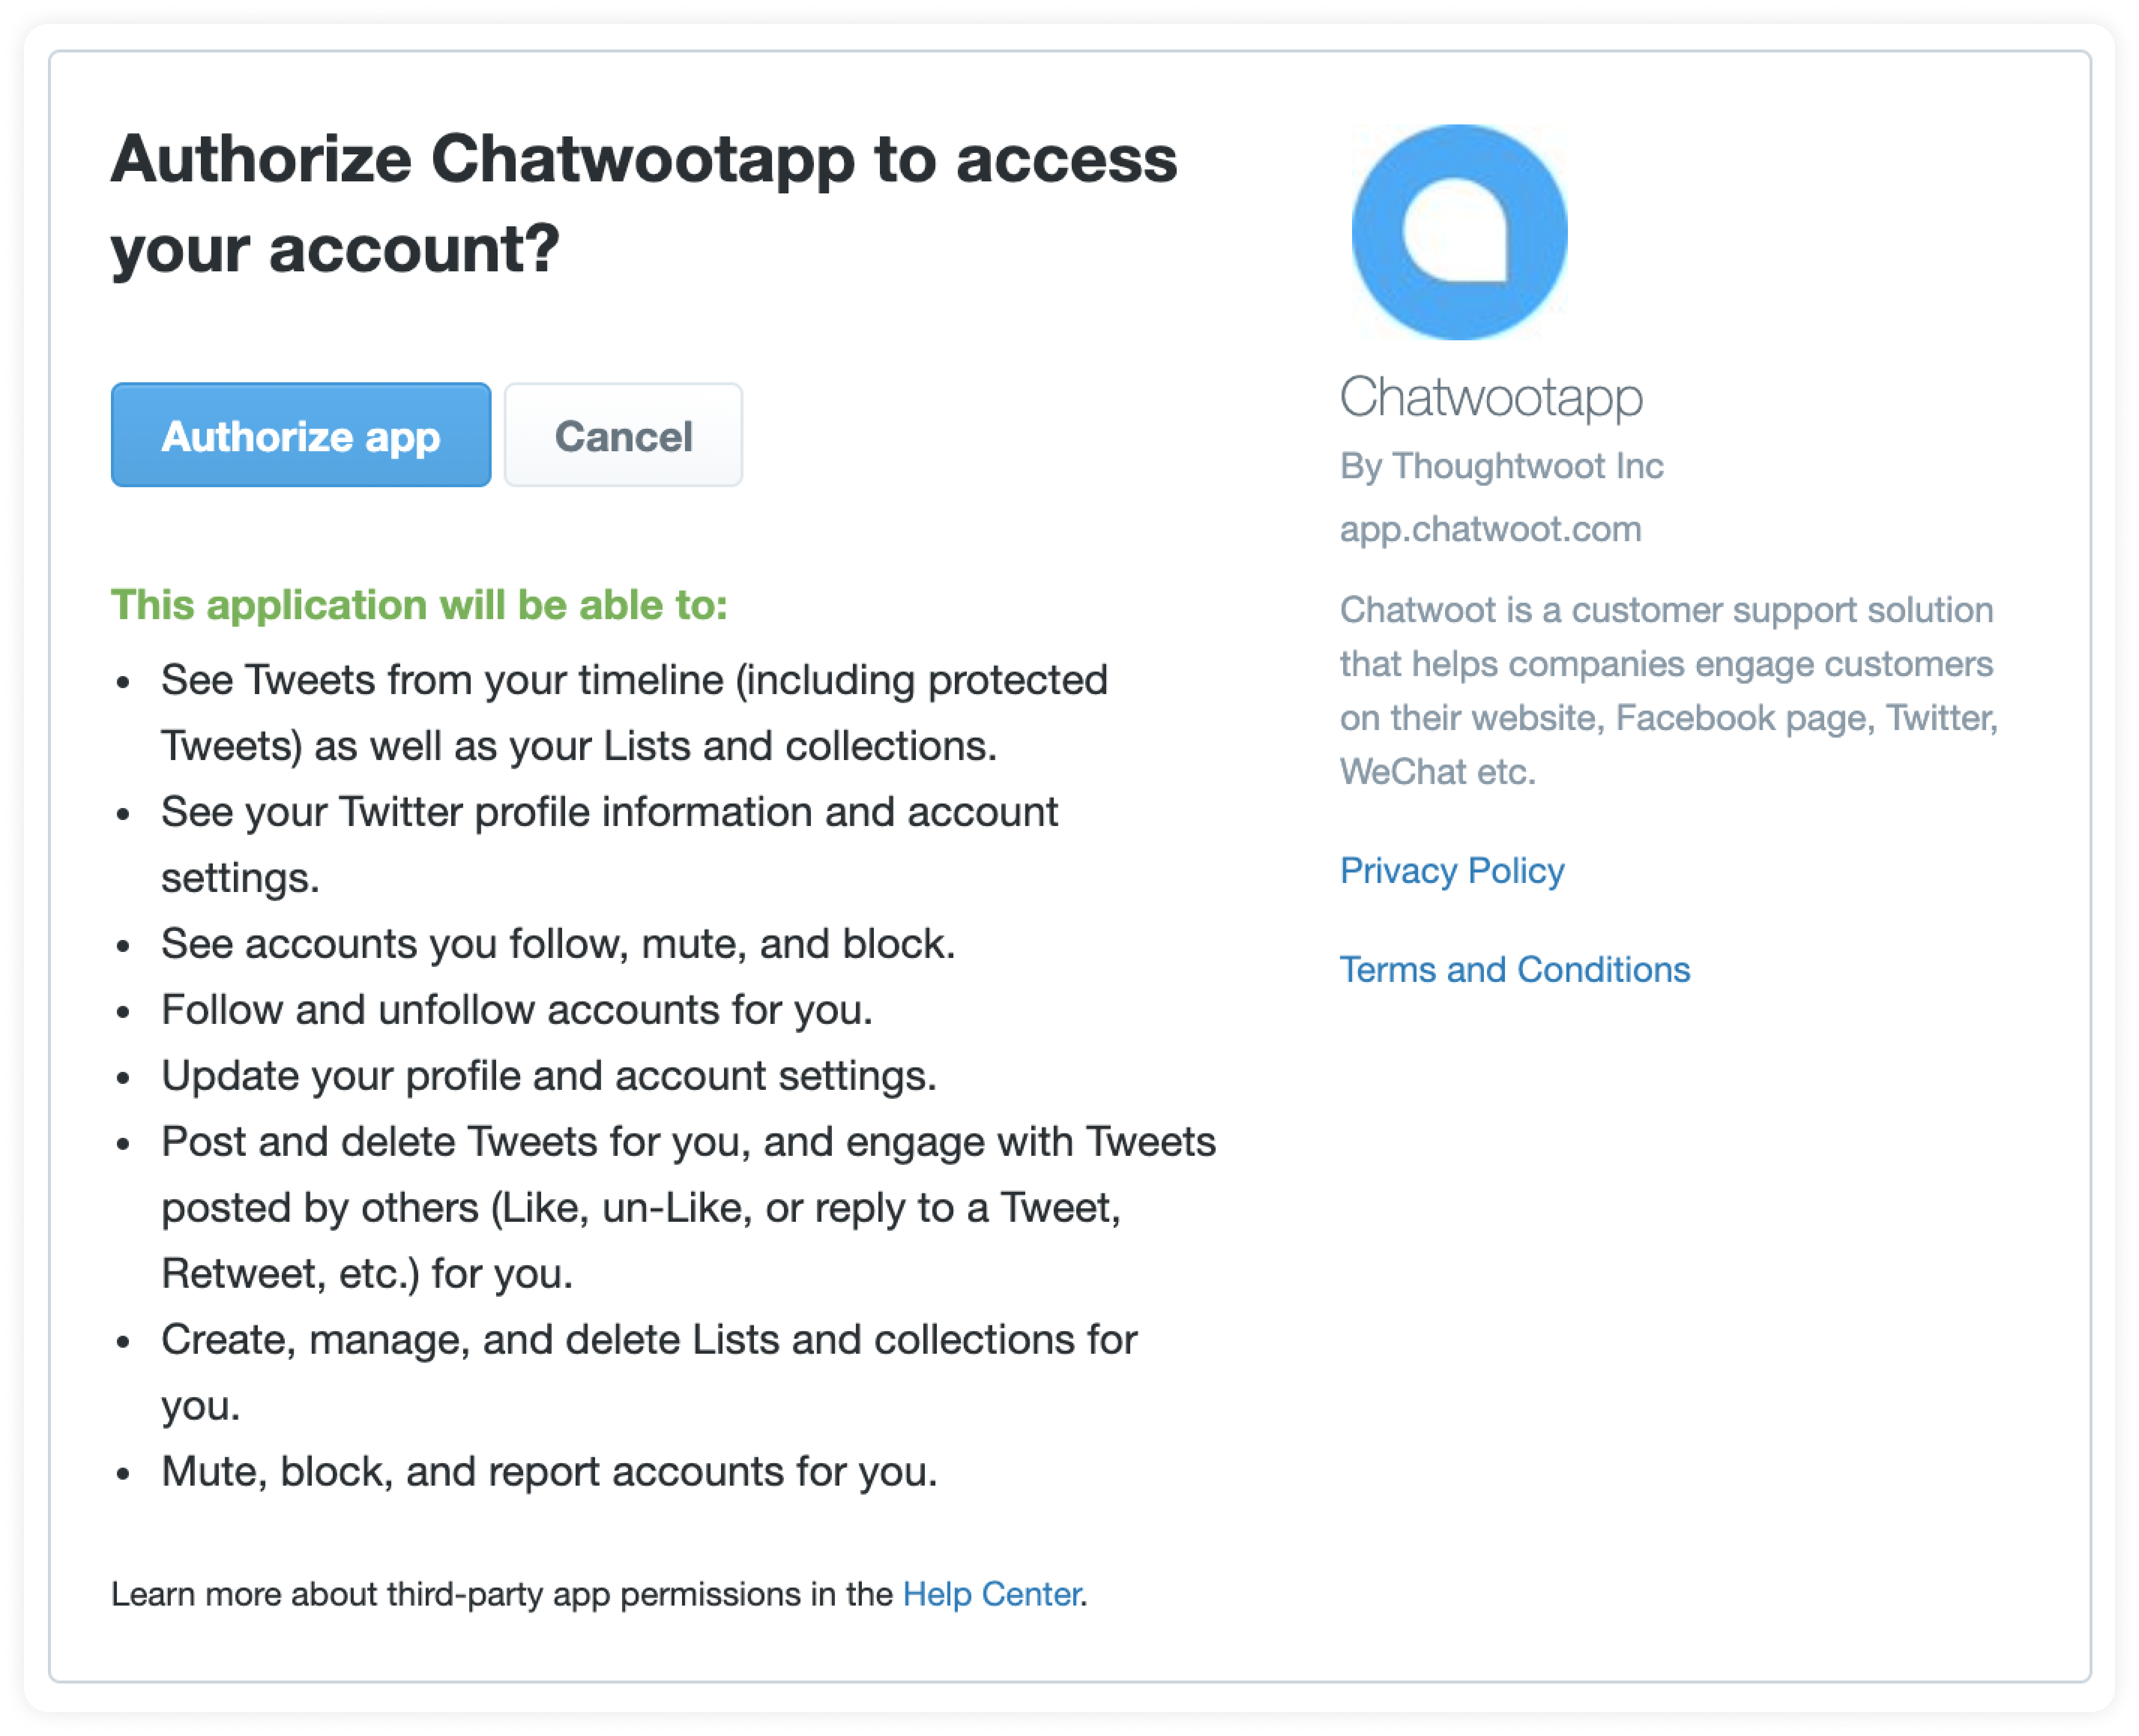 Authorize Chatwootapp to access
your account?
Authorize app
Cancel
This application will be able to:
• See Tweets from your timeline (including protected
Tweets) as well as your Lists and collections.
• See your Twitter profile information and account
settings.
• See accounts you follow, mute, and block.
• Follow and unfollow accounts for you.
• Update your profile and account settings.
• Post and delete Tweets for you, and engage with Tweets
posted by others (Like, un-Like, or reply to a Tweet,
Retweet, etc.) for you.
• Create, manage, and delete Lists and collections for
you.
• Mute, block, and report accounts for you.
Learn more about third-party app permissions in the Help Center.
Chatwootapp
By Thoughtwoot Inc
app.chatwoot.com
Chatwoot is a customer support solution
that helps companies engage customers
on their website, Facebook page, Twitter,
WeChat etc.
Privacy Policy
Terms and Conditions